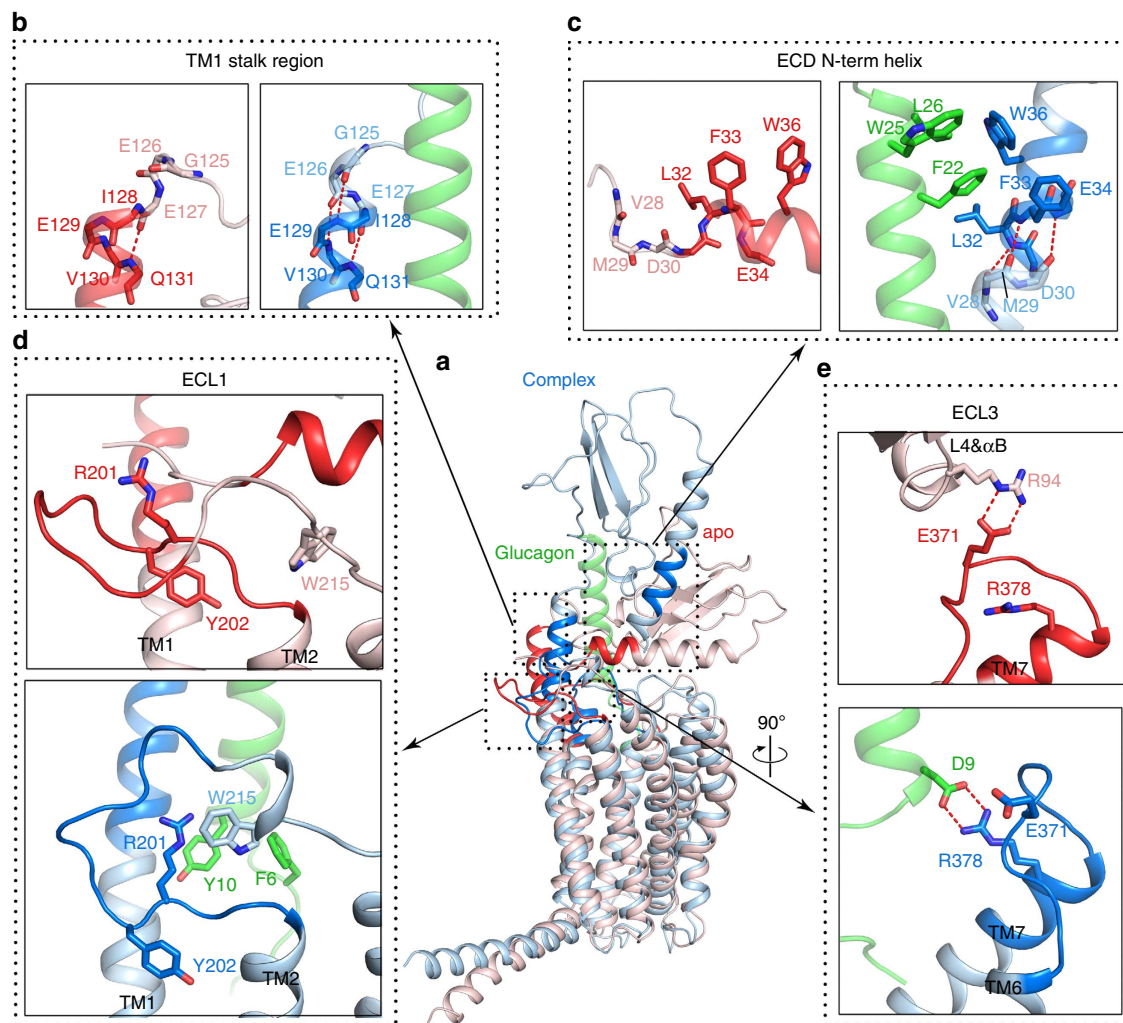 b
TM1 stalk region
E126
G125
I128
E127
E129
V130
Q131
G125
E126
E127
I128
E129
V130
Q131
c
ECD N-term helix
W36
F33
L32
V28
M29
D30
E34
L26
W25
W36
F22
F33
E34
L32
V28
M29
D30
d
ECL1
R201
W215
Y202
TM1
TM2
W215
R201
Y10
F6
Y202
TM2
TM1
a
Complex
Glucagon
apo
90°
e
ECL3
L4&αB
R94
E371
R378
TM7
D9
E371
R378
TM7
TM6